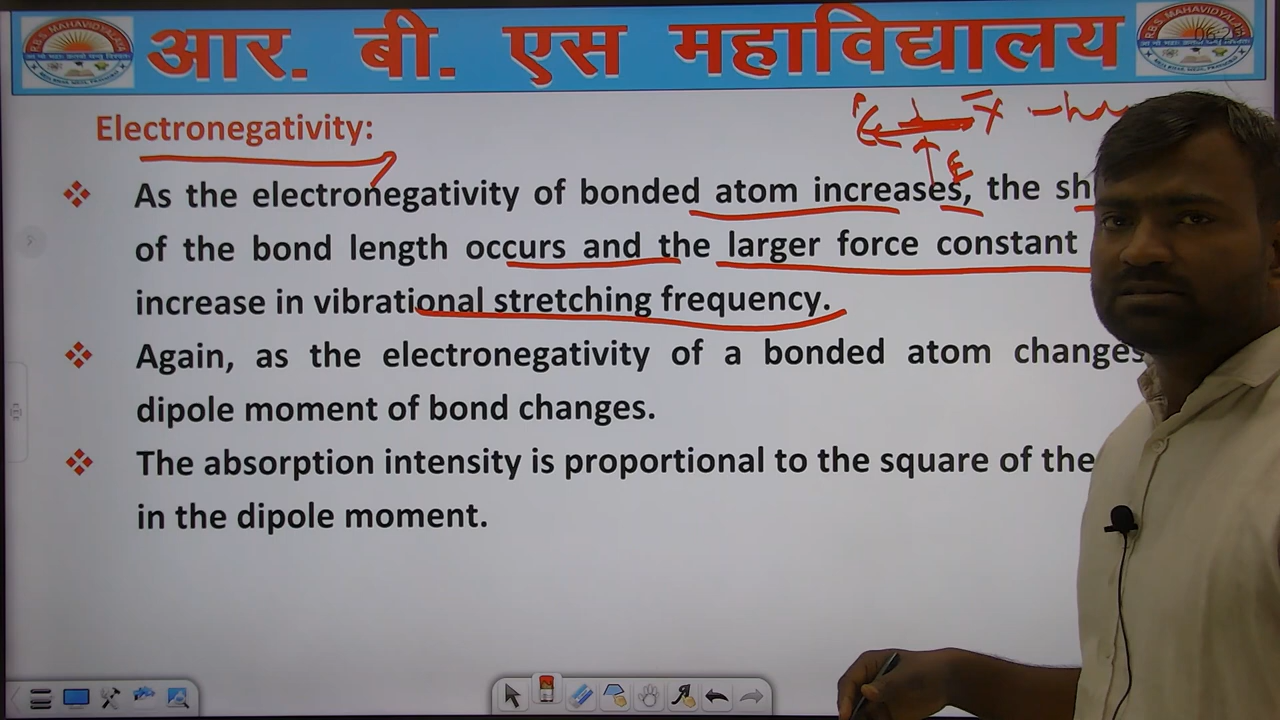 आर. बी. एस महाविद्यालय
R.B.S. MAHAVIDYALAYA
Electronegativity:
As the electronegativity of bonded atom increases, the sh
of the bond length occurs and the larger force constant
increase in vibrational stretching frequency.
Again, as the electronegativity of a bonded atom changes
dipole moment of bond changes.
The absorption intensity is proportional to the square of the
in the dipole moment.